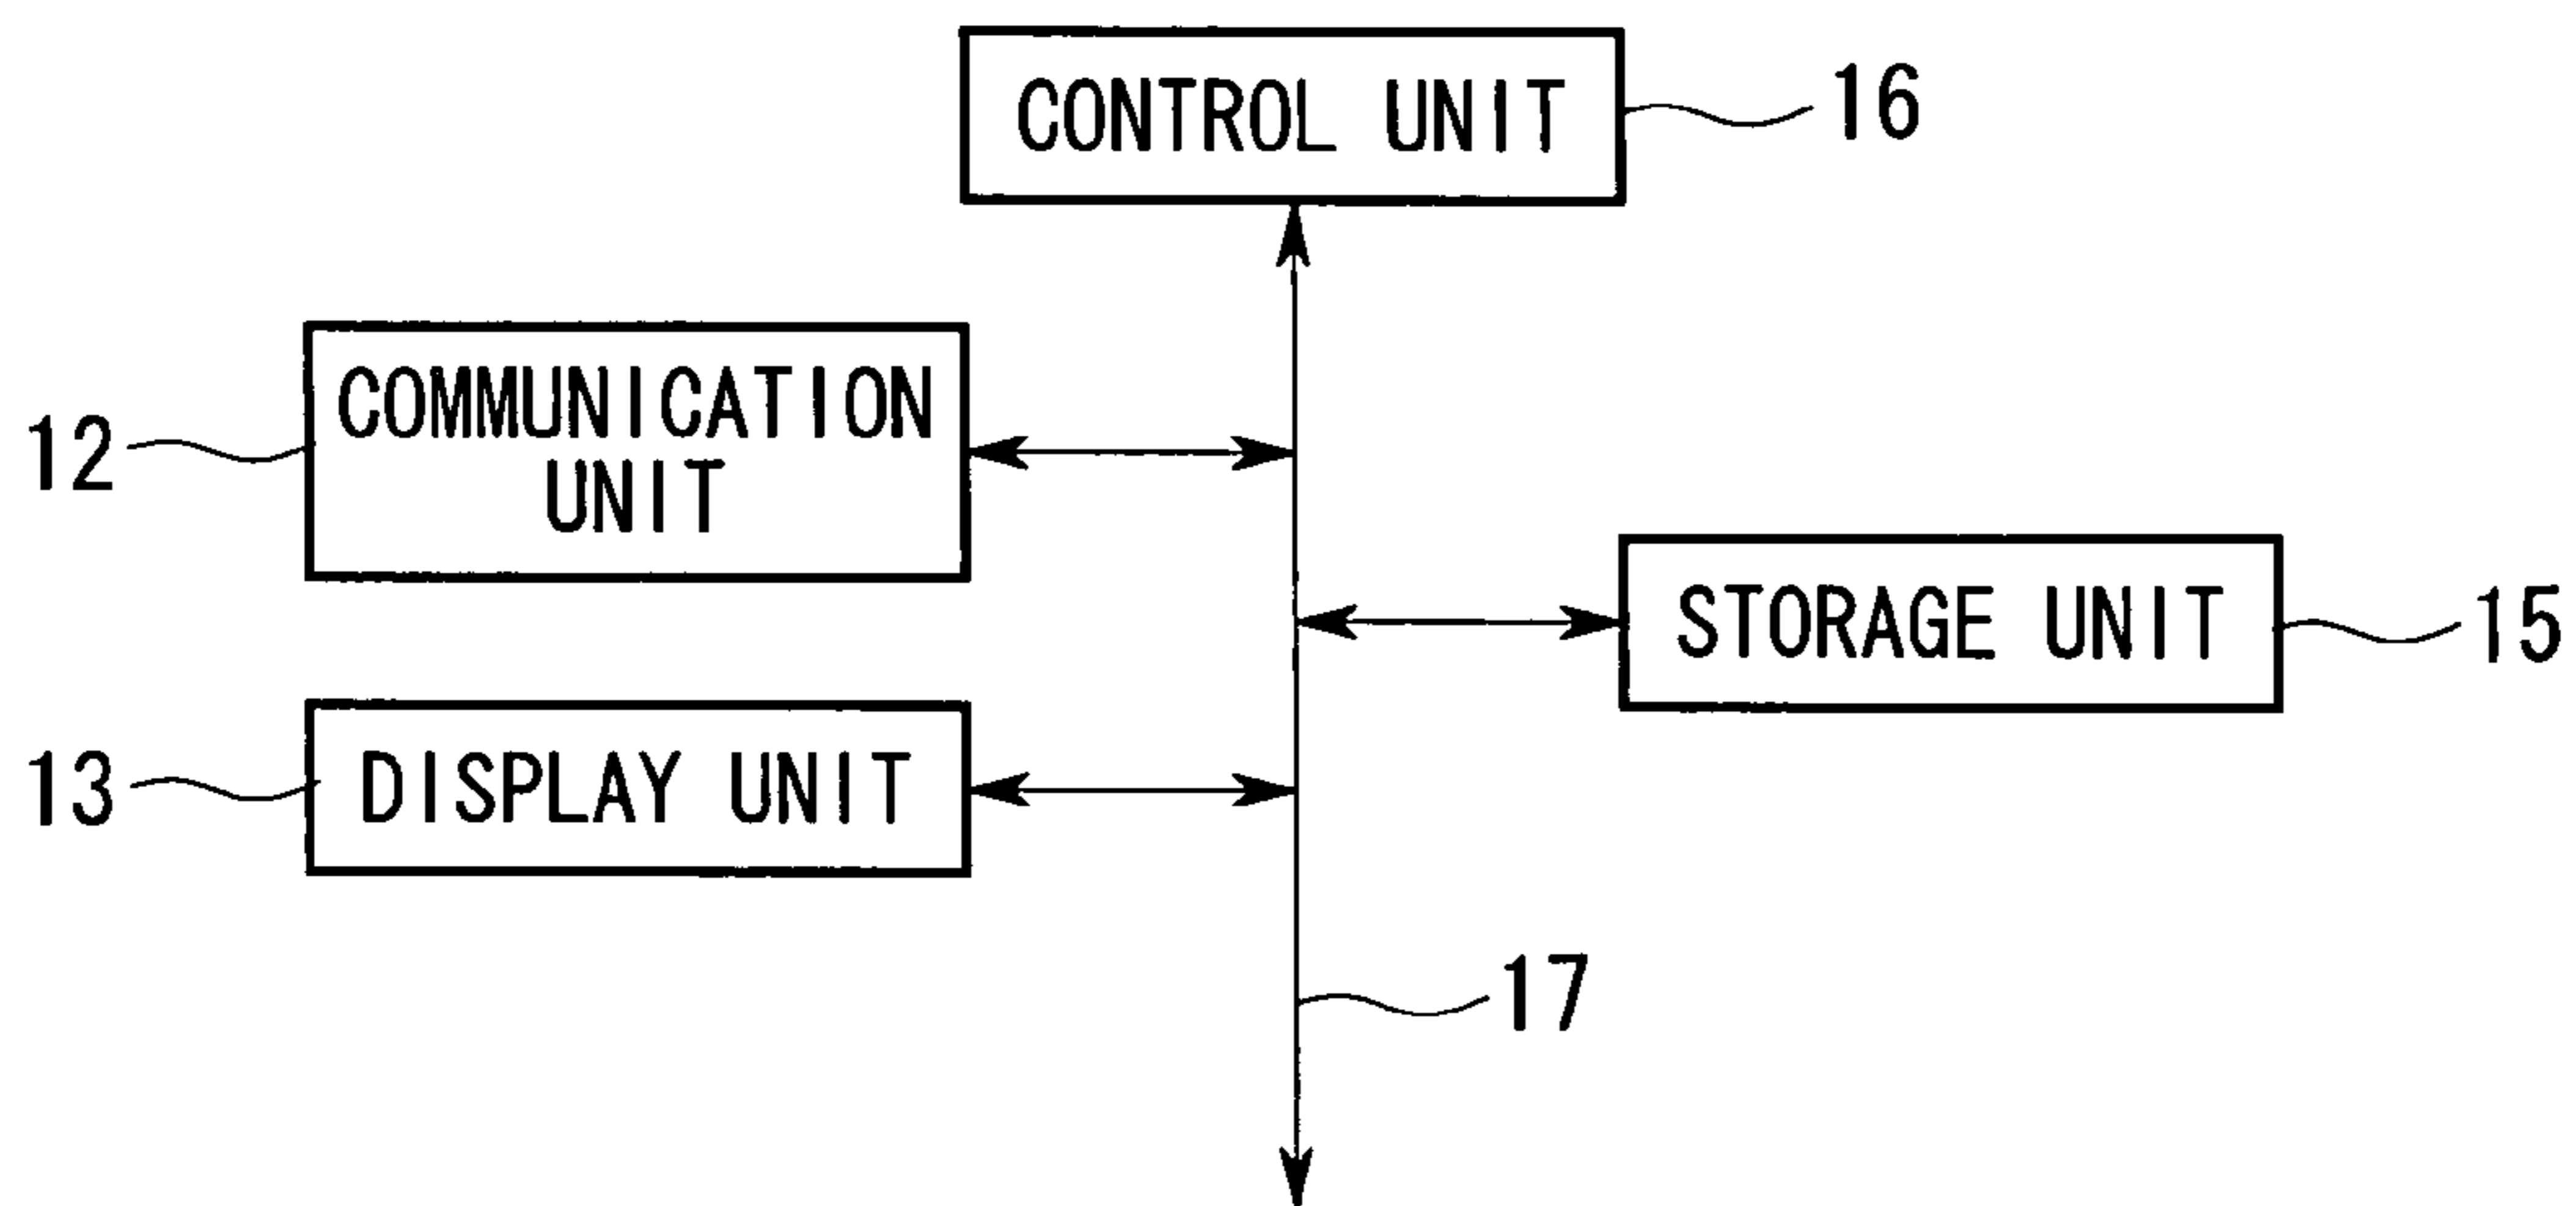 CONTROL UNIT
16
COMMUNICATION
UNIT
12
STORAGE UNIT
15
DISPLAY UNIT
13
17